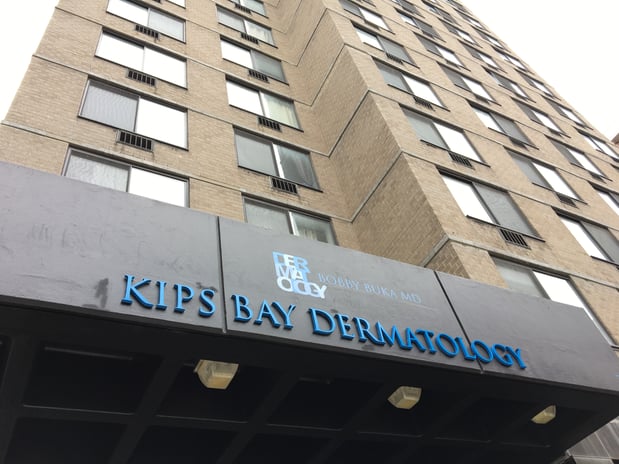 DER
MAT
OLOGY
BOBBY BUKA MD
KIPS BAY DERMATOLOGY